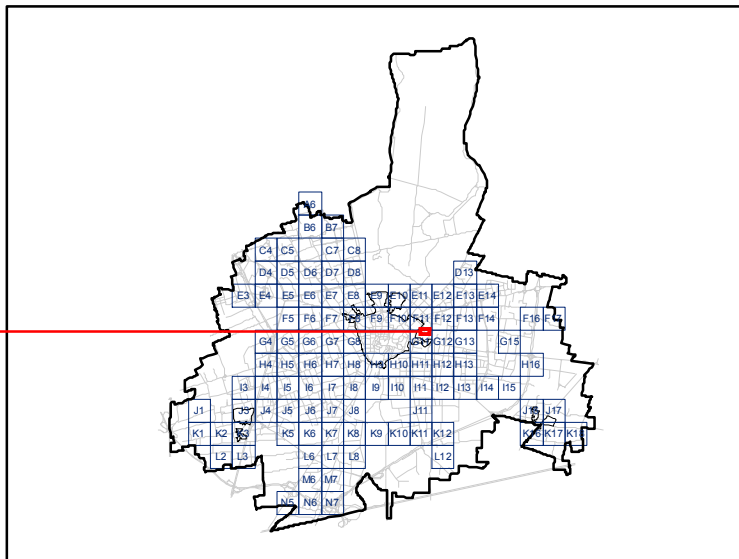 A6
B6 B7
C4 C5 C7 C8
D4 D5 D6 D7 D8 D13
E3 E4 E5 E6 E7 E8 E9 E10 E11 E12 E13 E14
F5 F6 F7 F8 F9 F10 F11 F12 F13 F14 F16 F17
G4 G5 G6 G7 G8 G11 G12 G13 G15
H4 H5 H6 H7 H8 H9 H10 H11 H12 H13 H16
I3 I4 I5 I6 I7 I8 I9 I10 I11 I12 I13 I14 I15
J1 J3 J4 J5 J6 J7 J8 J11 J16 J17
K1 K2 K3 K5 K6 K7 K8 K9 K10 K11 K12 K16 K17 K18
L2 L3 L6 L7 L8 L12
M6 M7
N5 N6 N7